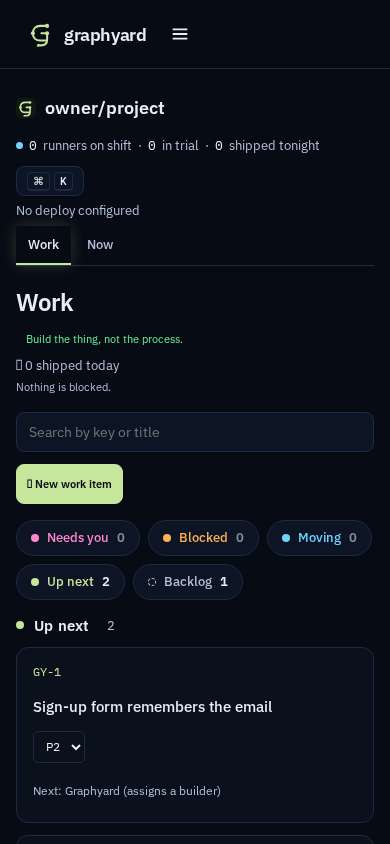 graphyard
owner/project
0 runners on shift · 0 in trial · 0 shipped tonight
⌘ K
No deploy configured
Work Now
Work
Build the thing, not the process.
0 shipped today
Nothing is blocked.
Search by key or title
New work item
Needs you 0 Blocked 0 Moving 0
Up next 2 Backlog 1
Up next 2
GY-1
Sign-up form remembers the email
P2
Next: Graphyard (assigns a builder)